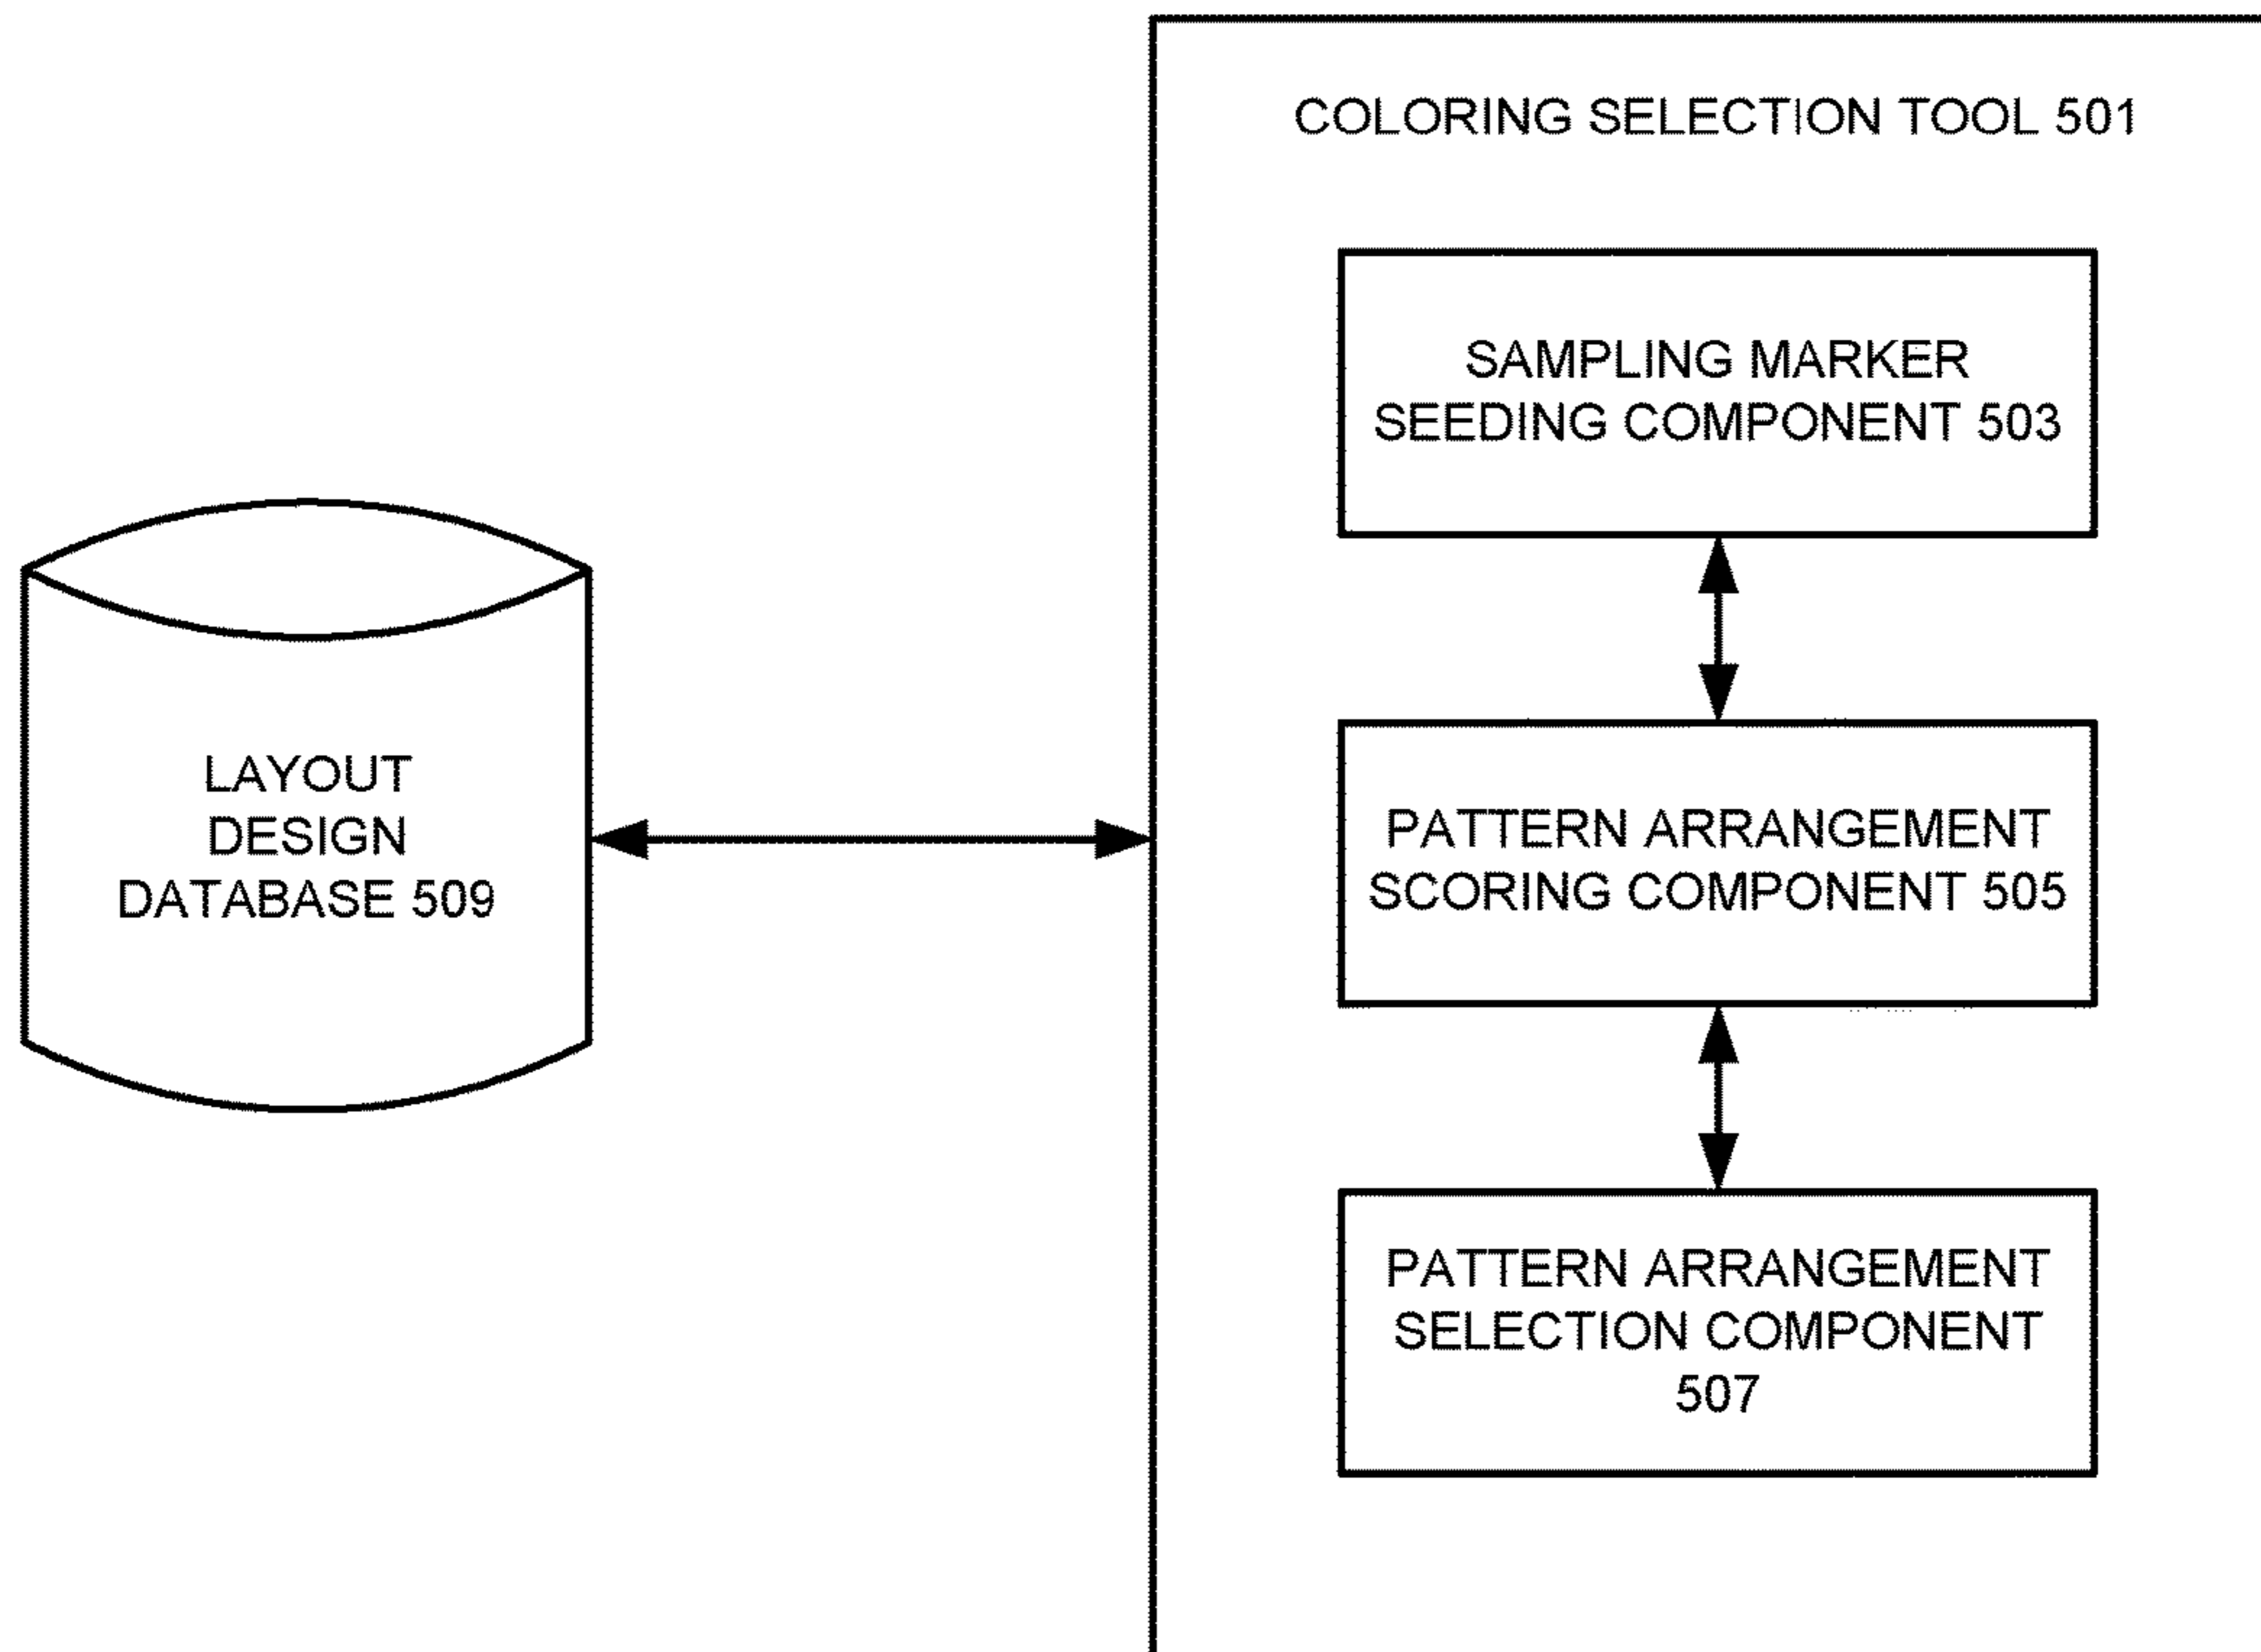 COLORING SELECTION TOOL 501
SAMPLING MARKER
SEEDING COMPONENT 503
LAYOUT
DESIGN
DATABASE 509
PATTERN ARRANGEMENT
SCORING COMPONENT 505
PATTERN ARRANGEMENT
SELECTION COMPONENT
507